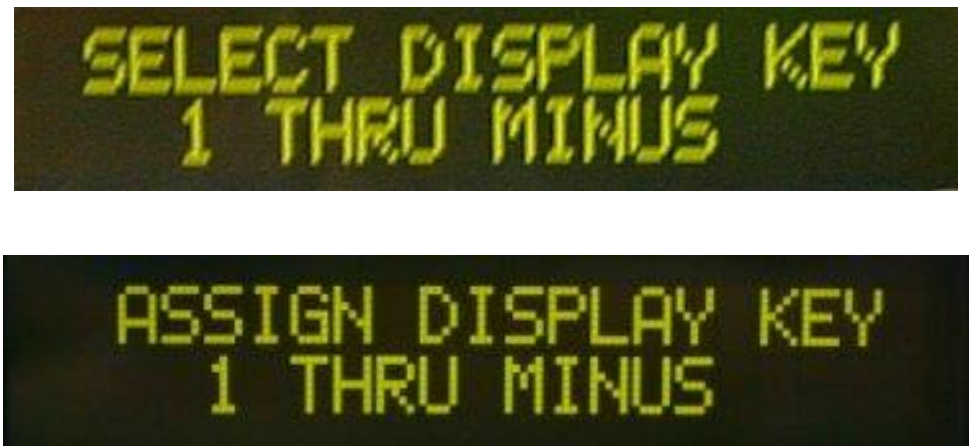 SELECT DISPLAY KEY
1 THRU MINUS
ASSIGN DISPLAY KEY
1 THRU MINUS